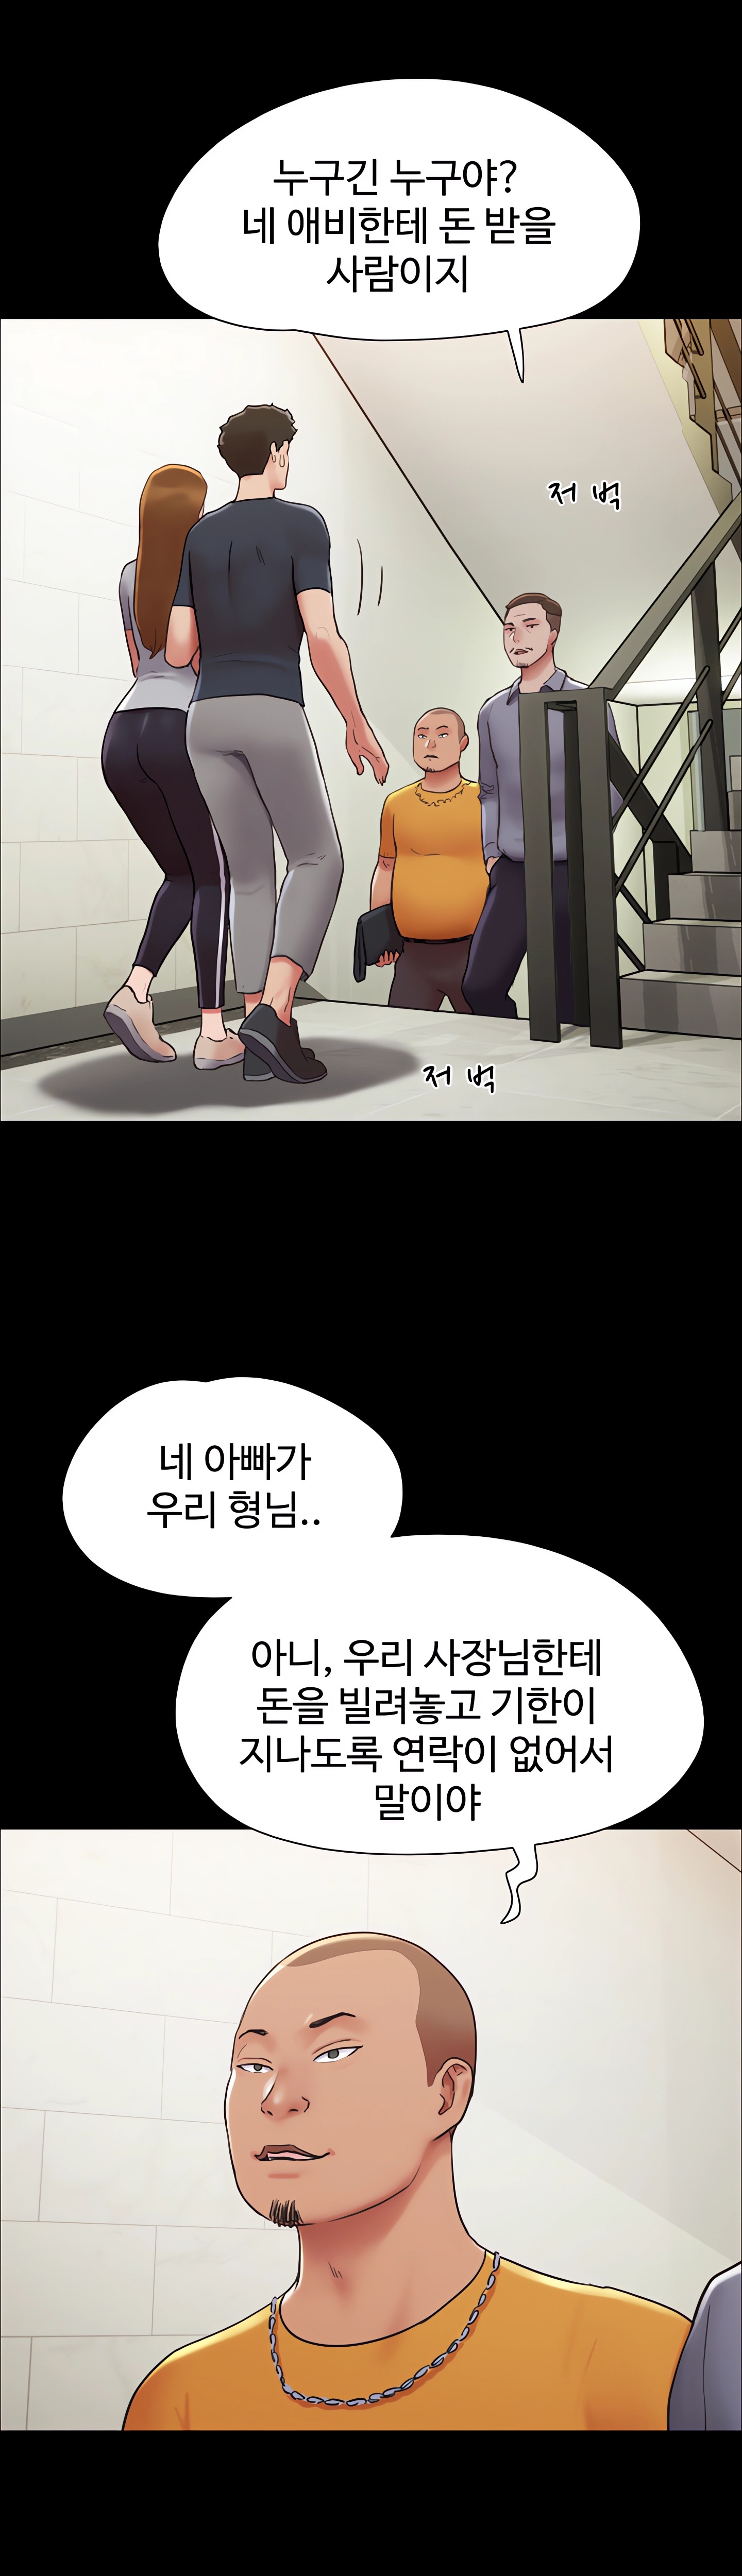 누구긴 누구야?
네 애비한테 돈 받을
사람이지
저 벅
저 벅
네 아빠가
우리 형님..
아니, 우리 사장님한테
돈을 빌려놓고 기한이
지나도록 연락이 없어서
말이야